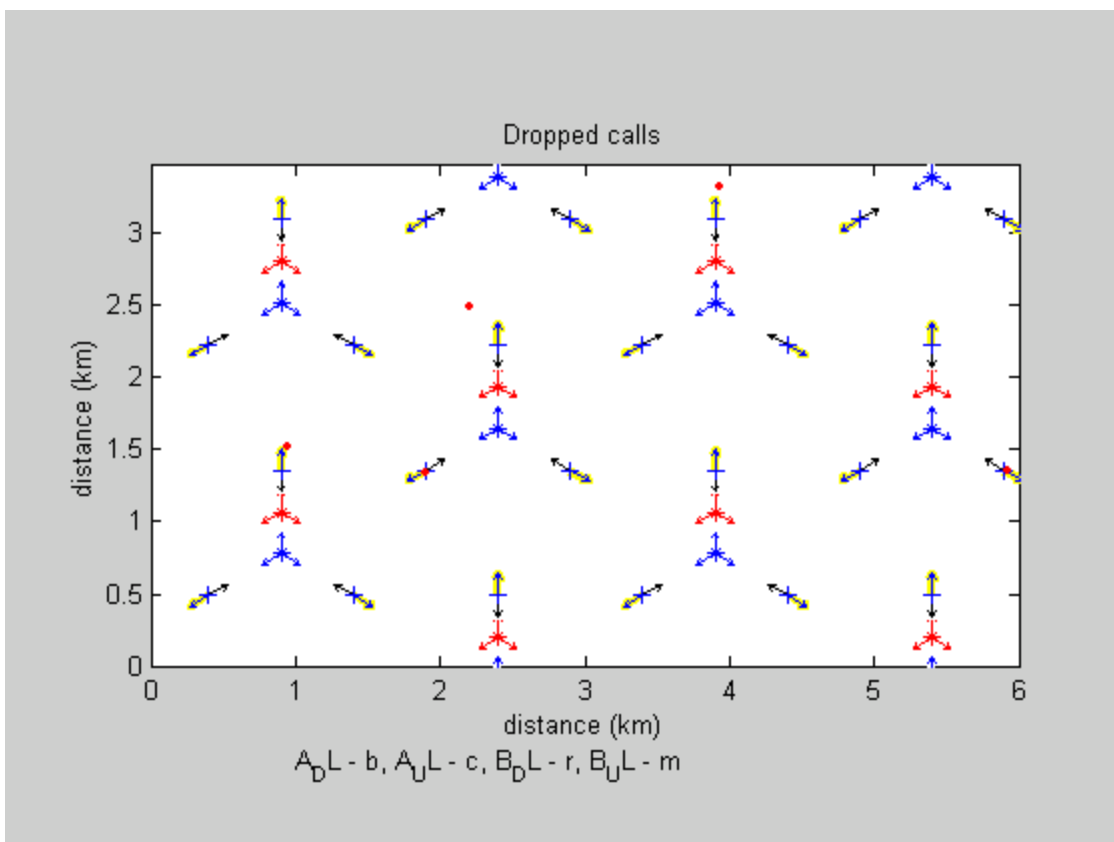 Dropped calls
3
2.5
2
1.5
1
0.5
0
distance (km)
0 1 2 3 4 5 6
distance (km)
A_DL - b, A_UL - c, B_DL - r, B_UL - m